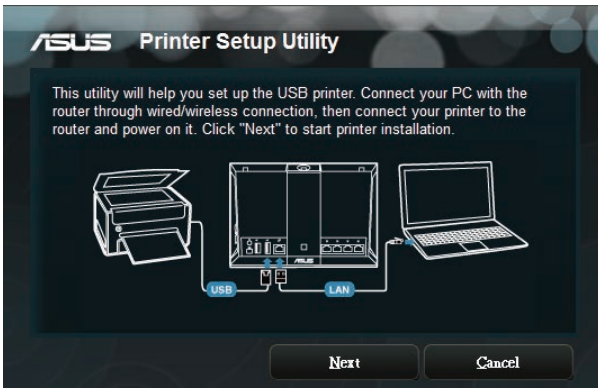 ASUS Printer Setup Utility
This utility will help you set up the USB printer. Connect your PC with the
router through wired/wireless connection, then connect your printer to the
router and power on it. Click "Next" to start printer installation.
ASUS
USB
LAN
Next
Cancel